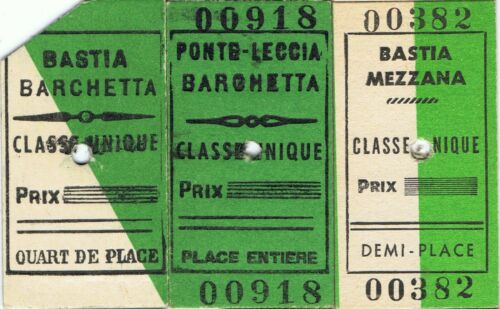 BASTIA
BARCHETTA
CLASSE UNIQUE
PRIX
QUART DE PLACE
00918
PONTE-LECCIA
BARCHETTA
CLASSE UNIQUE
PRIX
PLACE ENTIERE
00918
00382
BASTIA
MEZZANA
CLASSE UNIQUE
PRIX
DEMI-PLACE
00382